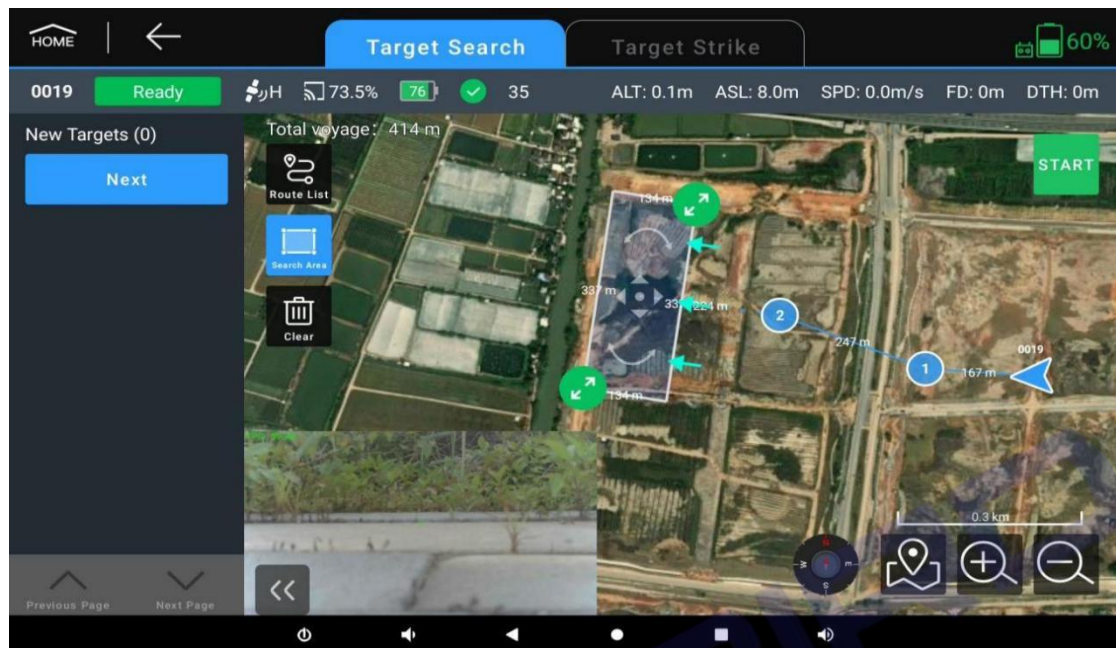 HOME
Target Search
Target Strike
60%
0019
Ready
H
73.5%
76
35
ALT: 0.1m
ASL: 8.0m
SPD: 0.0m/s
FD: 0m
DTH: 0m
New Targets (0)
Next
Total voyage: 414 m
Route List
Search Area
Clear
START
134 m
337 m
224 m
134 m
2
247 m
1
167 m
0019
0.3 km
Previous Page
Next Page